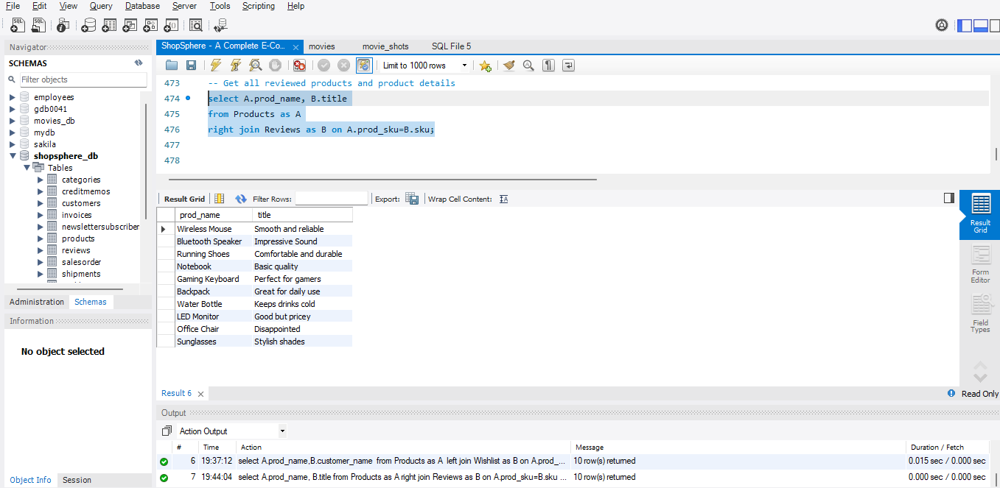 File Edit View Query Database Server Tools Scripting Help
Navigator
SCHEMAS
Filter objects
employees
gdb0041
movies_db
mydb
sakila
shopsphere_db
Tables
categories
creditmemos
customers
invoices
newslettersubscriber
products
reviews
salesorder
shipments
Administration Schemas
Information
No object selected
Object Info Session
ShopSphere - A Complete E-Co... movies movie_shots SQL File 5
Limit to 1000 rows
473 -- Get all reviewed products and product details
474 select A.prod_name, B.title
475 from Products as A
476 right join Reviews as B on A.prod_sku=B.sku;
477
478
Result Grid Filter Rows: Export: Wrap Cell Content:
prod_name title
Wireless Mouse Smooth and reliable
Bluetooth Speaker Impressive Sound
Running Shoes Comfortable and durable
Notebook Basic quality
Gaming Keyboard Perfect for gamers
Backpack Great for daily use
Water Bottle Keeps drinks cold
LED Monitor Good but pricey
Office Chair Disappointed
Sunglasses Stylish shades
Result
Grid
Form
Editor
Field
Types
Result 6 Read Only
Output
Action Output
# Time Action Message Duration / Fetch
6 19:37:12 select A.prod_name,B.customer_name from Products as A left join Wishlist as B on A.prod_... 10 row(s) returned 0.015 sec / 0.000 sec
7 19:44:04 select A.prod_name, B.title from Products as A right join Reviews as B on A.prod_sku=B.sku ... 10 row(s) returned 0.000 sec / 0.000 sec